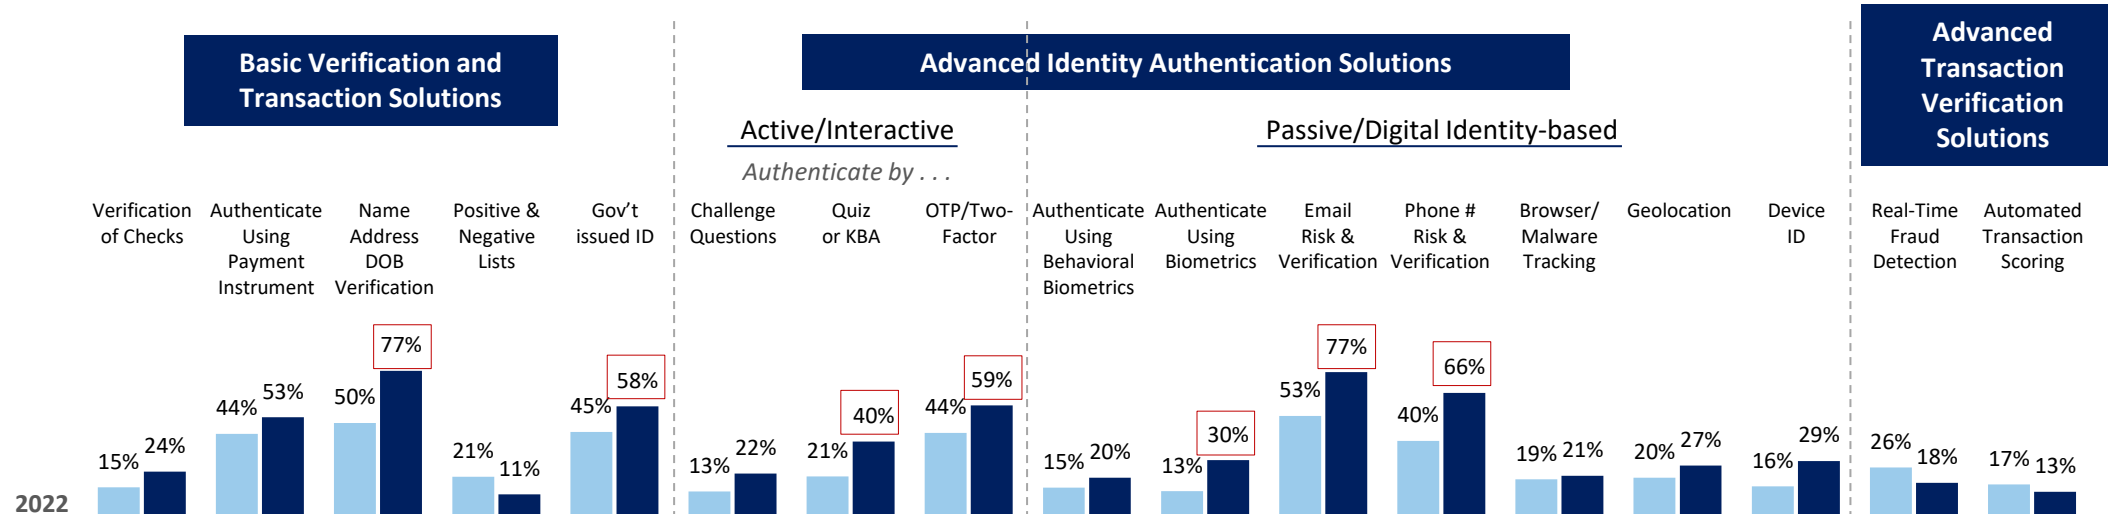 Basic Verification and
Transaction Solutions
Advanced Identity Authentication Solutions
Advanced
Transaction
Verification
Solutions
Active/Interactive
Authenticate by . . .
Passive/Digital Identity-based
Verification
of Checks
Authenticate
Using
Payment
Instrument
Name
Address
DOB
Verification
Positive &
Negative
Lists
Gov't
issued ID
Challenge
Questions
Quiz
or KBA
OTP/Two-
Factor
Authenticate
Using
Behavioral
Biometrics
Authenticate
Using
Biometrics
Email
Risk &
Verification
Phone #
Risk &
Verification
Browser/
Malware
Tracking
Geolocation
Device
ID
Real-Time
Fraud
Detection
Automated
Transaction
Scoring
2022
15% 24%
44% 53%
50% 77%
21% 11%
45% 58%
13% 22%
21% 40%
44% 59%
15% 20%
13% 30%
53% 77%
40% 66%
19% 21%
20% 27%
16% 29%
26% 18%
17% 13%